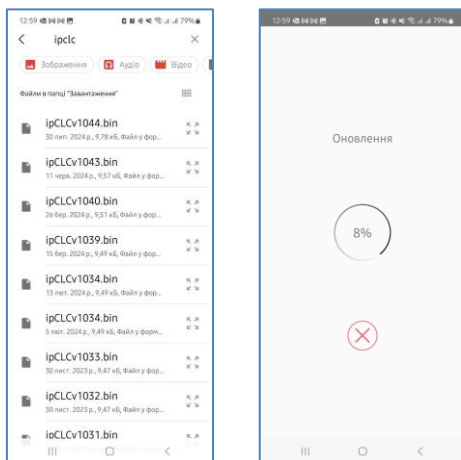 12:59
79%
ipclc
Зображення
Аудіо
Відео
Файли в папці "Завантаження"
ipCLCv1044.bin
30 лип. 2024 р., 9,78 кБ, Файл у фор...
ipCLCv1043.bin
11 черв. 2024 р., 9,57 кБ, Файл у фор...
ipCLCv1040.bin
26 бер. 2024 р., 9,51 кБ, Файл у фор...
ipCLCv1039.bin
15 бер. 2024 р., 9,49 кБ, Файл у фор...
ipCLCv1034.bin
13 лют. 2024 р., 9,49 кБ, Файл у фор...
ipCLCv1034.bin
5 лют. 2024 р., 9,49 кБ, Файл у форм...
ipCLCv1033.bin
30 лист. 2023 р., 9,47 кБ, Файл у фор...
ipCLCv1032.bin
30 лист. 2023 р., 9,47 кБ, Файл у фор...
ipCLCv1031.bin
12:59
79%
Оновлення
8%